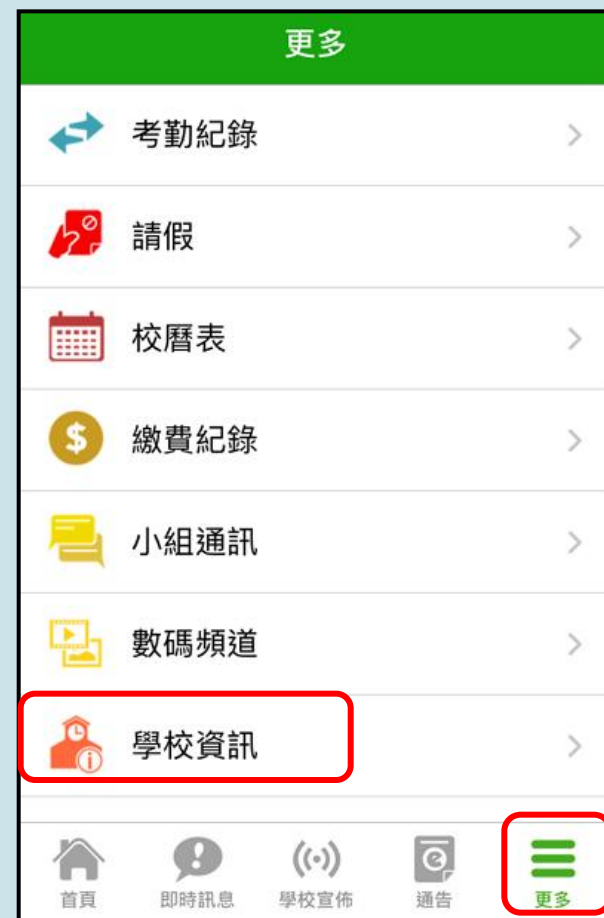 更多
考勤紀錄
請假
校曆表
繳費紀錄
小組通訊
數碼頻道
學校資訊
首頁
即時訊息
學校宣佈
通告
更多